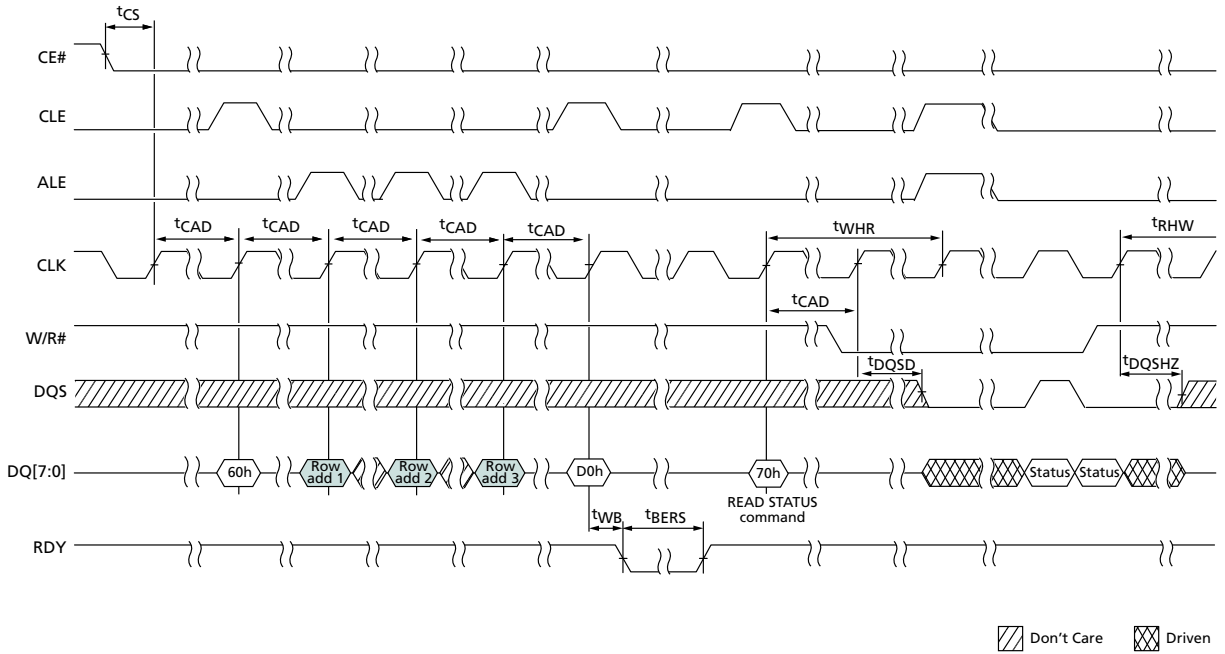 tCS
CE#
CLE
ALE
tCAD tCAD tCAD tCAD tCAD tWHR tRHW
CLK
tCAD
W/R#
tDQSD tDQSHZ
DQS
DQ[7:0] 60h Row add 1 Row add 2 Row add 3 D0h 70h Status Status
READ STATUS
command
tWB tBERS
RDY
Don't Care Driven